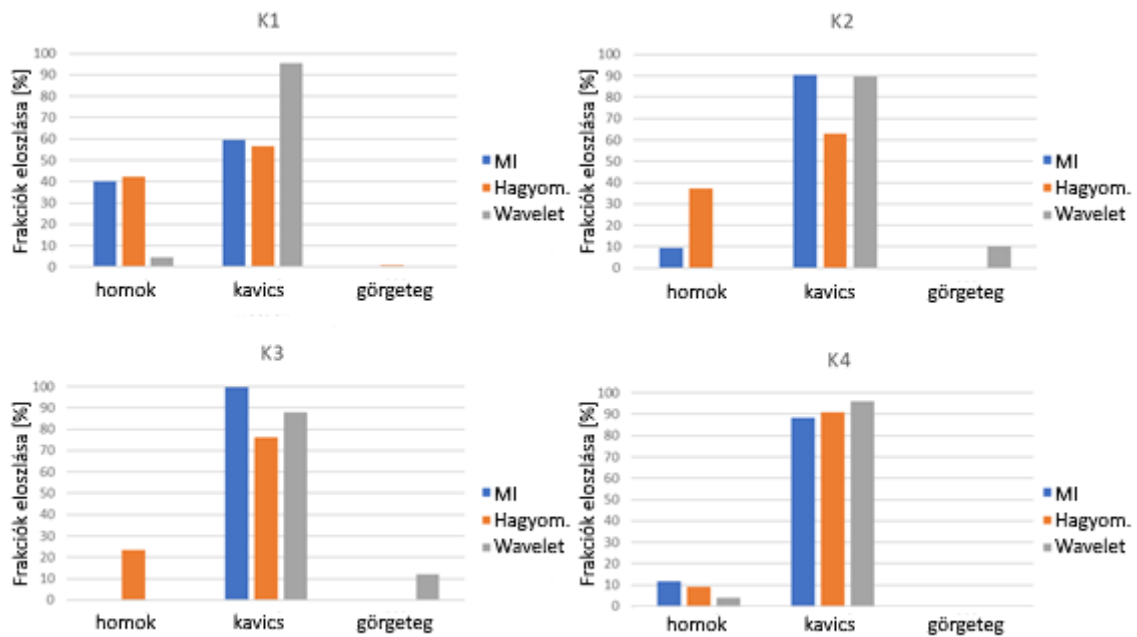 K1
Frakciók eloszlása [%]
100
90
80
70
60
50
40
30
20
10
0
homok kavics görgeteg
MI
Hagyom.
Wavelet
K2
Frakciók eloszlása [%]
100
90
80
70
60
50
40
30
20
10
0
homok kavics görgeteg
MI
Hagyom.
Wavelet
K3
Frakciók eloszlása [%]
100
90
80
70
60
50
40
30
20
10
0
homok kavics görgeteg
MI
Hagyom.
Wavelet
K4
Frakciók eloszlása [%]
100
90
80
70
60
50
40
30
20
10
0
homok kavics görgeteg
MI
Hagyom.
Wavelet